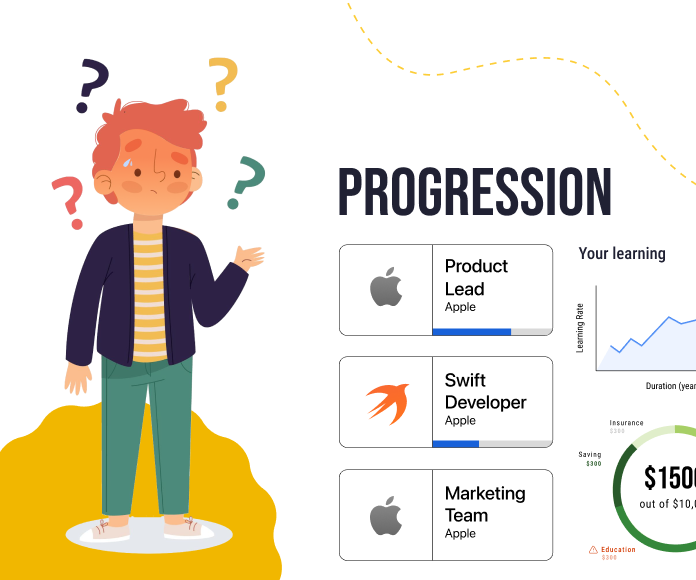 ?
?
?
?
PROGRESSION
Product
Lead
Apple
Swift
Developer
Apple
Marketing
Team
Apple
Your learning
Learning Rate
Duration (year
Insurance
$300
Saving
$300
$150
out of $10,0
Education
$300